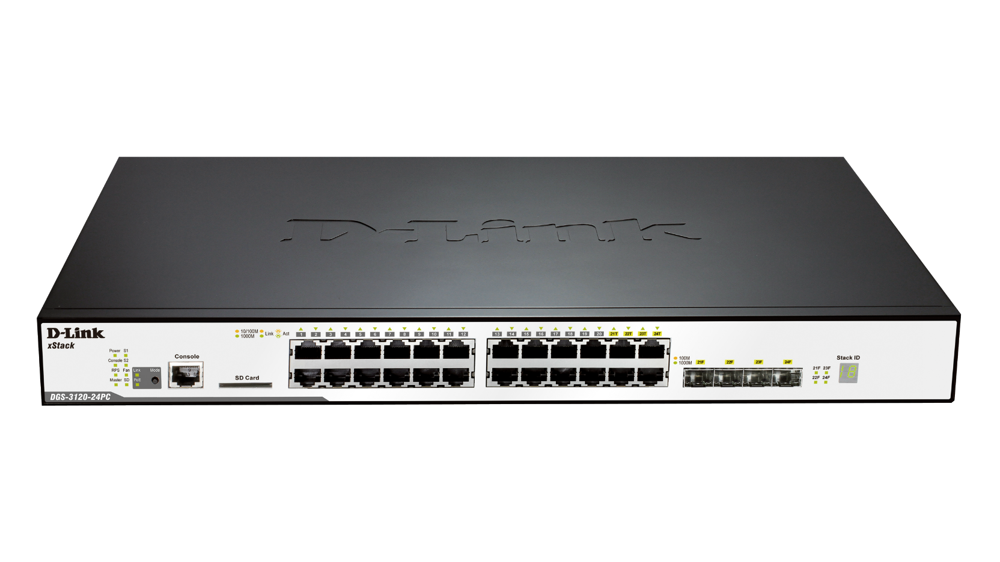 D-Link
D-Link
xStack
Power S1
Console S2
RPS Fan
Master SD
Link Mode
PoE
Console
SD Card
10/100M
1000M
Link Act
1 2 3 4 5 6 7 8 9 10 11 12
13 14 15 16 17 18 19 20 21T 22T 23T 24T
100M
1000M
21F 22F 23F 24F
21F 23F
22F 24F
Stack ID
18
DGS-3120-24PC